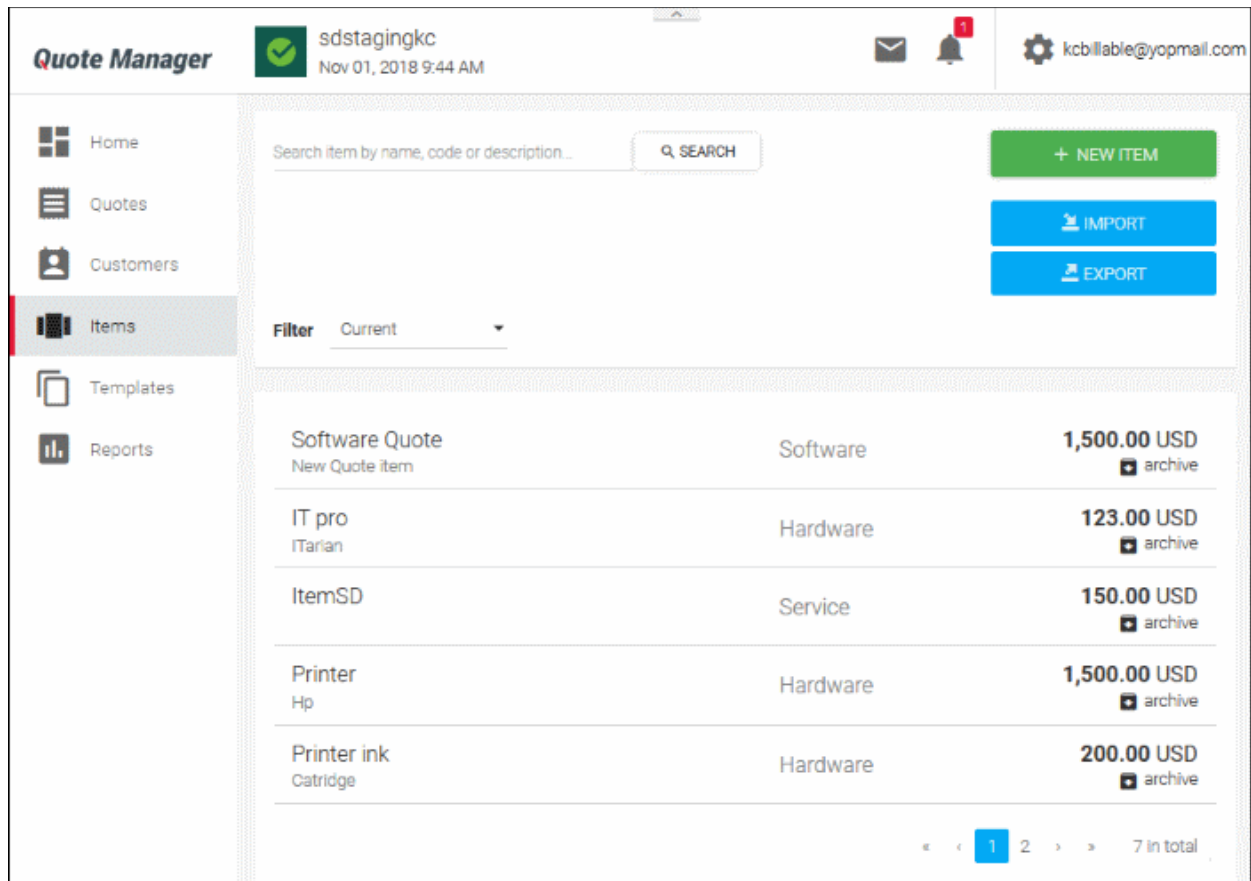 Quote Manager
sdstagingkc
Nov 01, 2018 9:44 AM
1
kcbillable@yopmail.com
Home
Quotes
Customers
Items
Templates
Reports
Search item by name, code or description...
SEARCH
+ NEW ITEM
IMPORT
EXPORT
Filter Current
Software Quote Software 1,500.00 USD
New Quote item archive
IT pro Hardware 123.00 USD
ITarian archive
ItemSD Service 150.00 USD
archive
Printer Hardware 1,500.00 USD
Hp archive
Printer ink Hardware 200.00 USD
Catridge archive
« ‹ 1 2 › » 7 in total